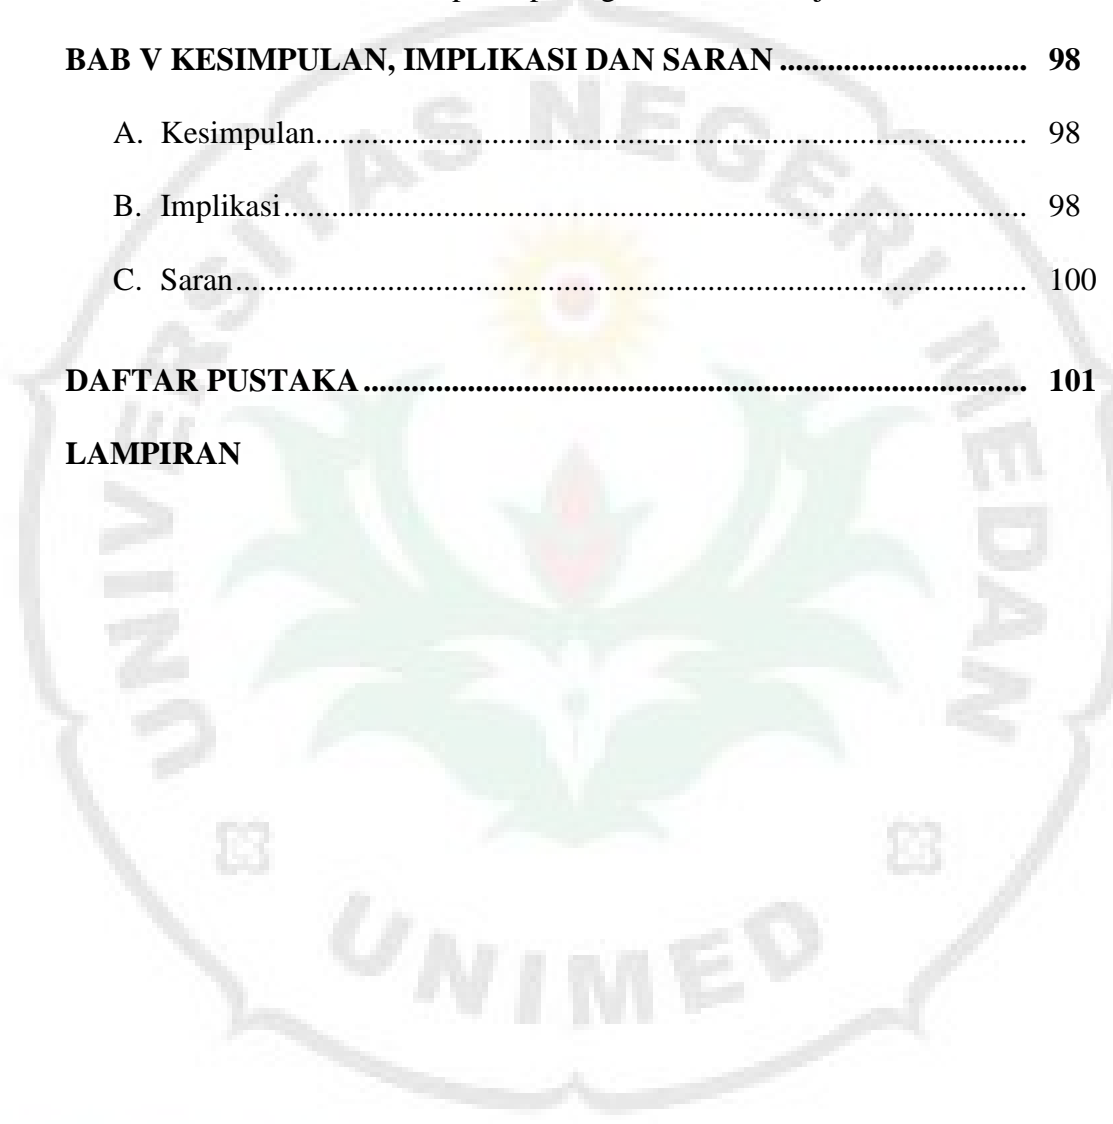 BAB V KESIMPULAN, IMPLIKASI DAN SARAN ............................... 98
A. Kesimpulan......................................................................................... 98
B. Implikasi............................................................................................. 98
C. Saran................................................................................................... 100
DAFTAR PUSTAKA ................................................................................... 101
LAMPIRAN
UNIVERSITAS NEGERI MEDAN
UNIMED